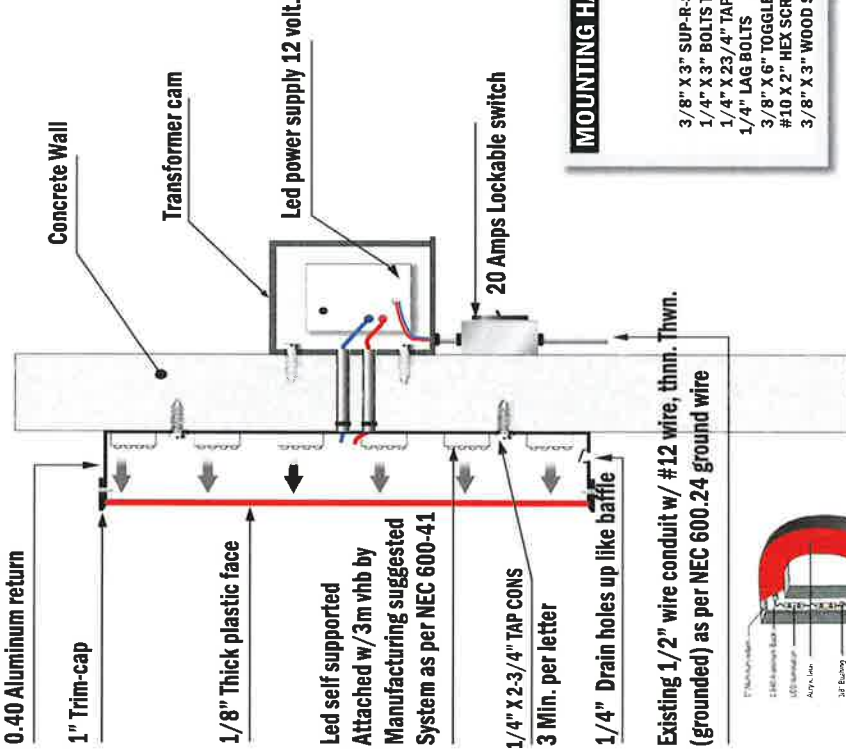 0.40 Aluminum return
1" Trim-cap
1/8" Thick plastic face
Led self supported
Attached w/3m vhb by
Manufacturing suggested
System as per NEC 600-41
1/4" X 2-3/4" TAP CONS
3 Min. per letter
1/4" Drain holes up like baffle
Existing 1/2" wire conduit w/ #12 wire, thnn. Thwn.
(grounded) as per NEC 600.24 ground wire
Concrete Wall
Transformer cam
Led power supply 12 volt.
20 Amps Lockable switch
MOUNTING HA
3/8" X 3" SUP-R-
1/4" X 3" BOLTS T
1/4" X 23/4" TAP
1/4" LAG BOLTS
3/8" X 6" TOGGLE
#10 X 2" HEX SCR
3/8" X 3" WOOD S